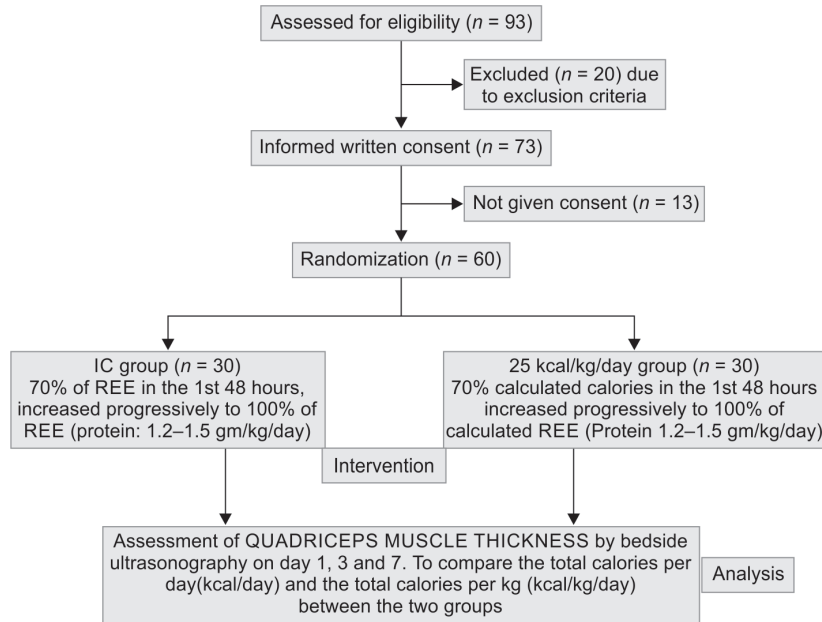 Assessed for eligibility (n = 93)
Excluded (n = 20) due
to exclusion criteria
Informed written consent (n = 73)
Not given consent (n = 13)
Randomization (n = 60)
IC group (n = 30)
70% of REE in the 1st 48 hours,
increased progressively to 100% of
REE (protein: 1.2–1.5 gm/kg/day)
25 kcal/kg/day group (n = 30)
70% calculated calories in the 1st 48 hours
increased progressively to 100% of
calculated REE (Protein 1.2–1.5 gm/kg/day)
Intervention
Assessment of QUADRICEPS MUSCLE THICKNESS by bedside
ultrasonography on day 1, 3 and 7. To compare the total calories per
day(kcal/day) and the total calories per kg (kcal/kg/day)
between the two groups
Analysis